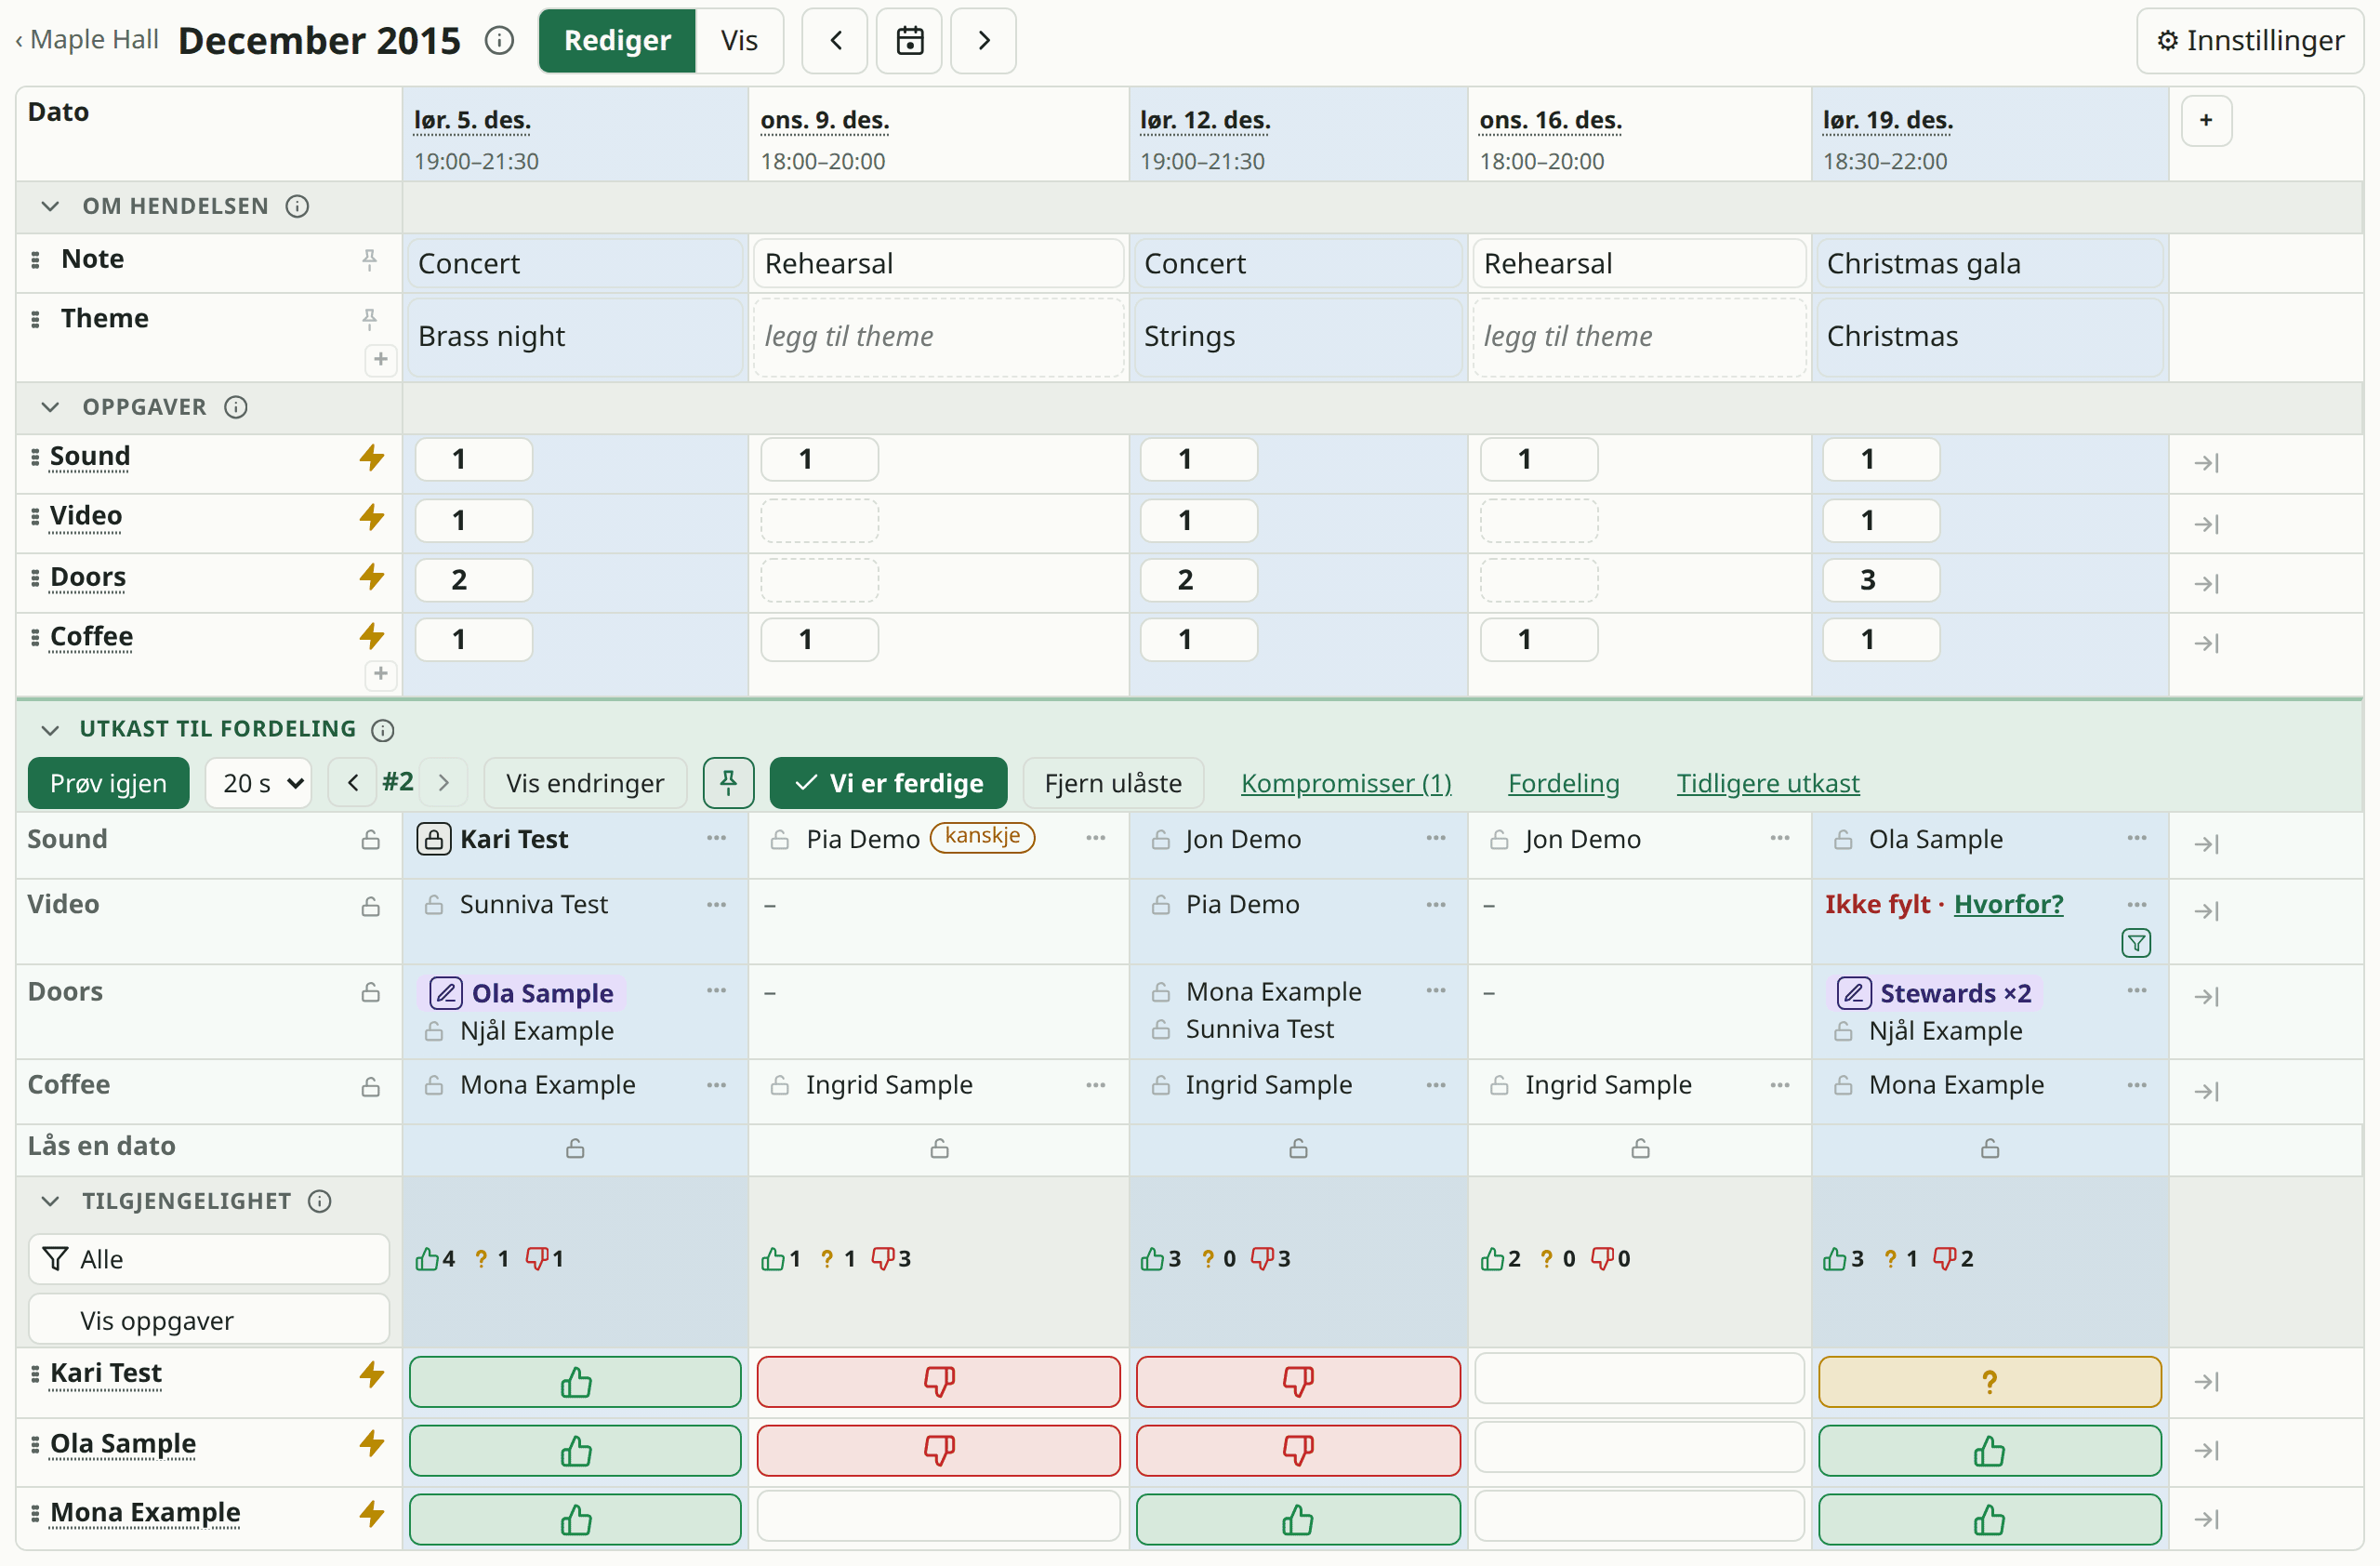 ‹ Maple Hall December 2015 Rediger Vis Innstillinger
Dato lør. 5. des. ons. 9. des. lør. 12. des. ons. 16. des. lør. 19. des. +
19:00–21:30 18:00–20:00 19:00–21:30 18:00–20:00 18:30–22:00
OM HENDELSEN
Note Concert Rehearsal Concert Rehearsal Christmas gala
Theme Brass night legg til theme Strings legg til theme Christmas
+
OPPGAVER
Sound 1 1 1 1 1
Video 1 1 1
Doors 2 2 3
Coffee 1 1 1 1 1
+
UTKAST TIL FORDELING
Prøv igjen 20 s #2 Vis endringer Vi er ferdige Fjern ulåste Kompromisser (1) Fordeling Tidligere utkast
Sound Kari Test Pia Demo kanskje Jon Demo Jon Demo Ola Sample
Video Sunniva Test – Pia Demo – Ikke fylt · Hvorfor?
Doors Ola Sample – Mona Example – Stewards ×2
Njål Example Sunniva Test Njål Example
Coffee Mona Example Ingrid Sample Ingrid Sample Ingrid Sample Mona Example
Lås en dato
TILGJENGELIGHET
Alle 4 ? 1 1 1 ? 1 3 3 ? 0 3 2 ? 0 0 3 ? 1 2
Vis oppgaver
Kari Test ?
Ola Sample
Mona Example